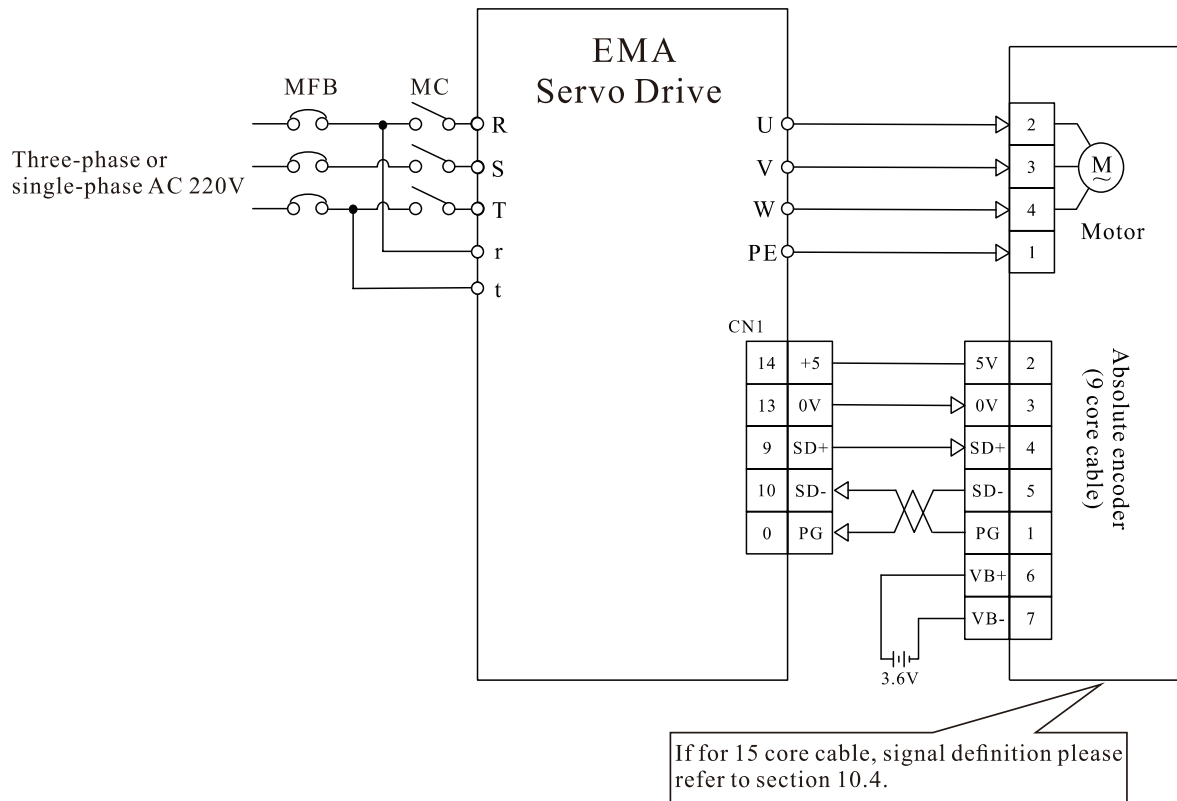 EMA
Servo Drive
MFB
MC
Three-phase or
single-phase AC 220V
R
S
T
r
t
U
V
W
PE
2
3
4
1
M
~
Motor
CN1
14 +5
13 0V
9 SD+
10 SD-
0 PG
5V 2
0V 3
SD+ 4
SD- 5
PG 1
VB+ 6
VB- 7
3.6V
Absolute encoder
(9 core cable)
If for 15 core cable, signal definition please
refer to section 10.4.